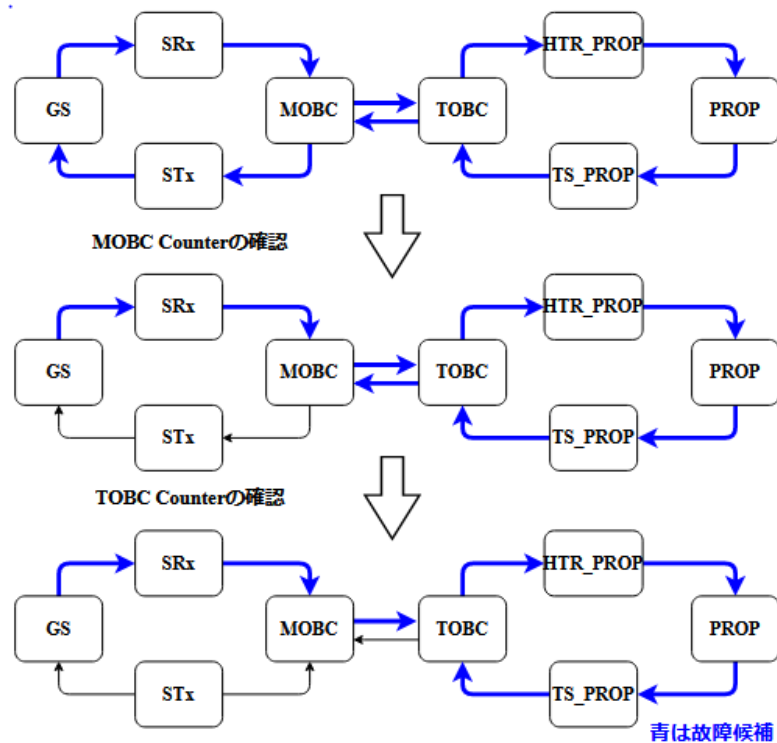 SRx
HTR_PROP
GS
MOBC
TOBC
PROP
STx
TS_PROP
MOBC Counterの確認
SRx
HTR_PROP
GS
MOBC
TOBC
PROP
STx
TS_PROP
TOBC Counterの確認
SRx
HTR_PROP
GS
MOBC
TOBC
PROP
STx
TS_PROP
青は故障候補